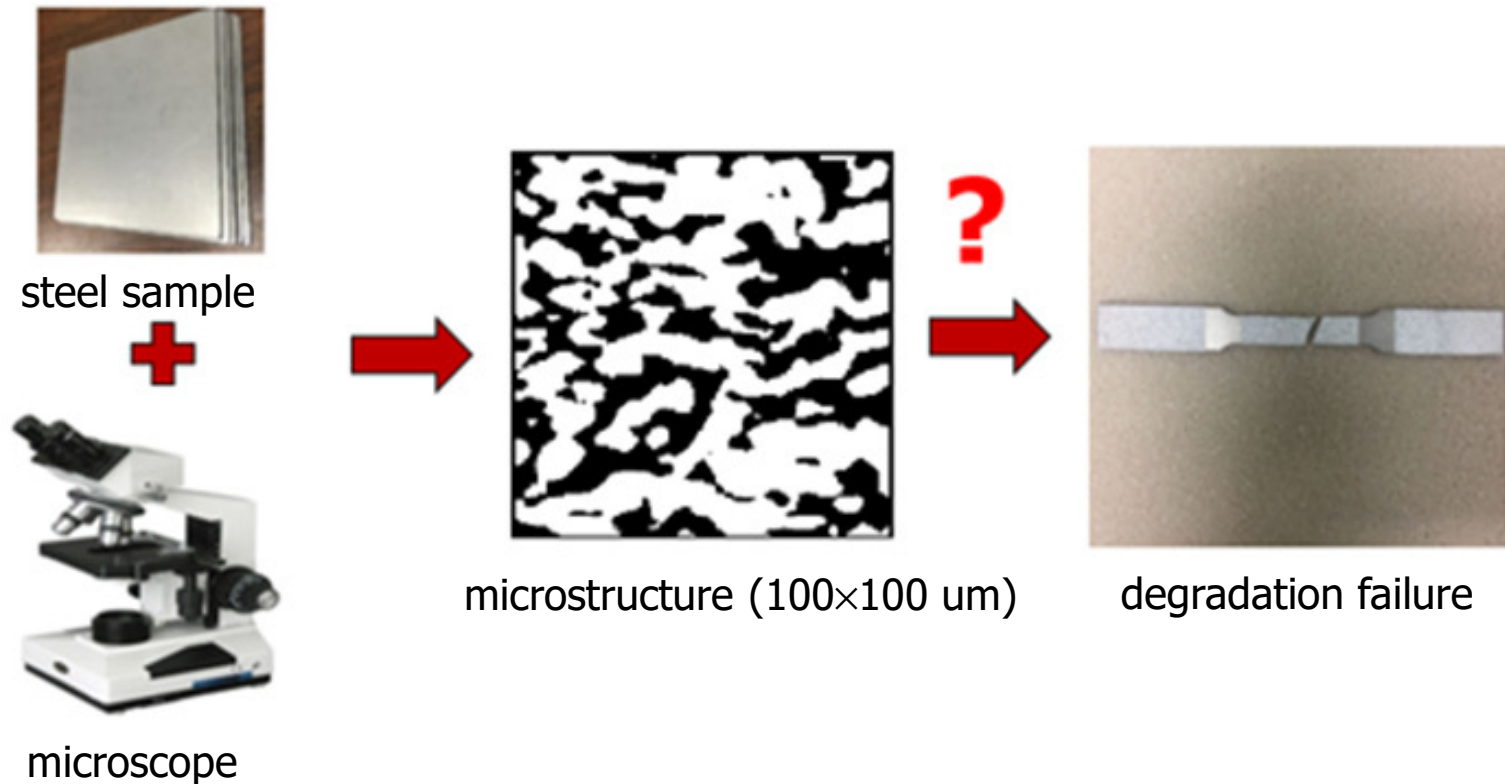 steel sample
?
microstructure (100×100 um)
degradation failure
microscope